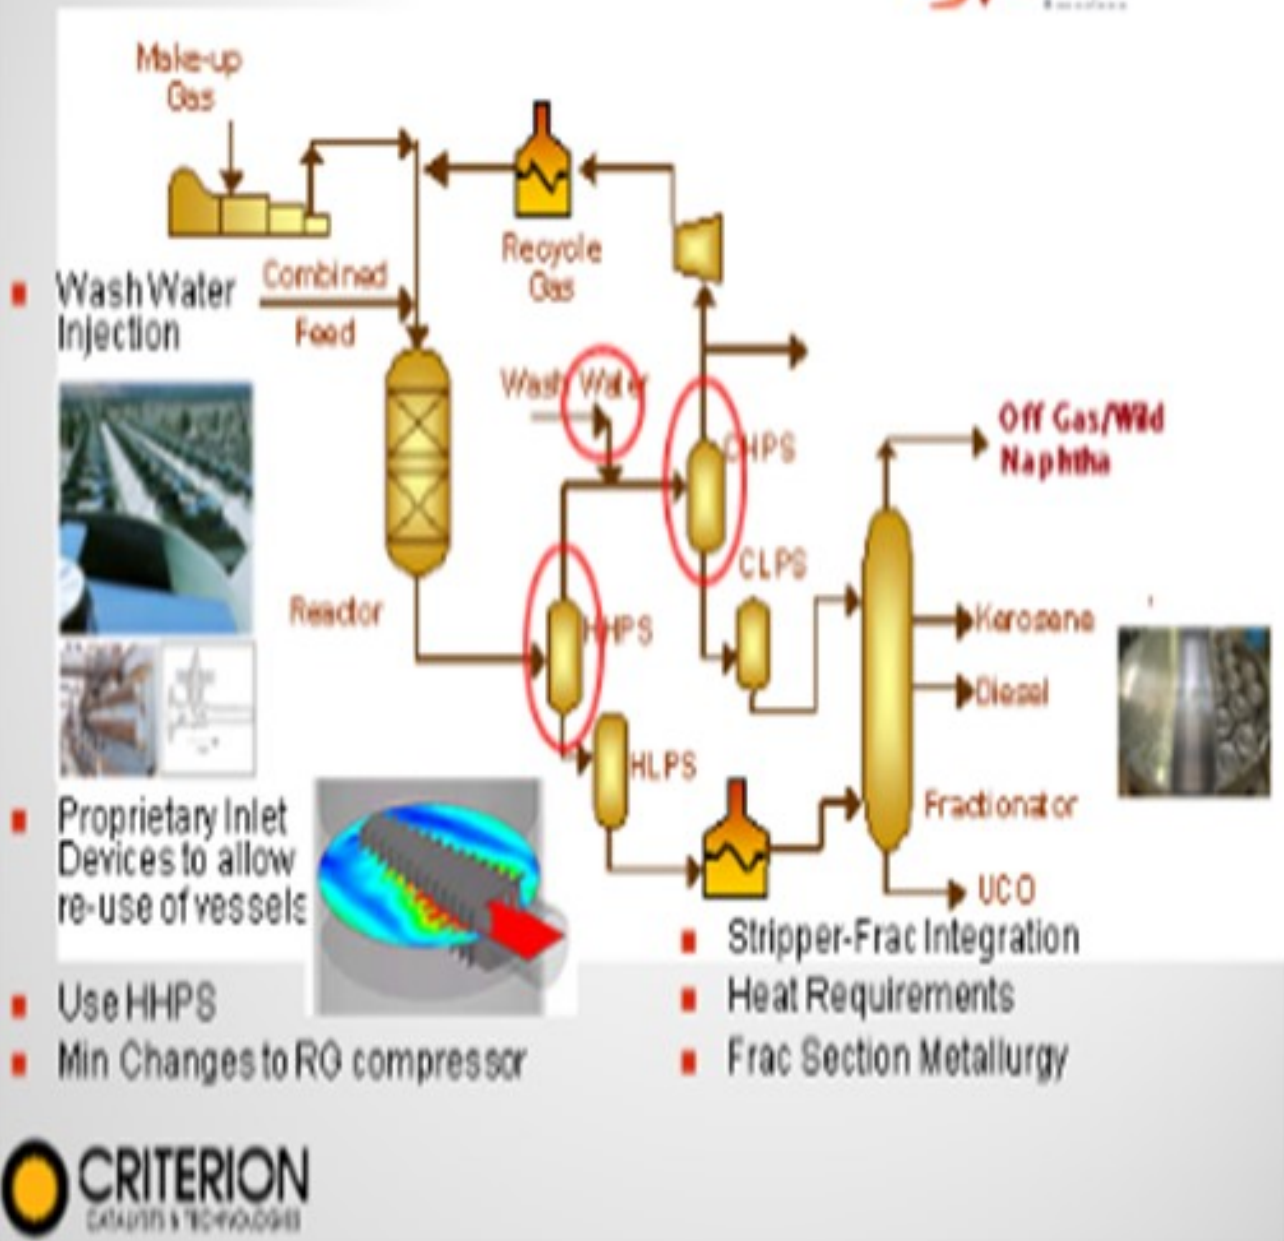 Make-up
Gas
Recycle
Gas
Wash Water
Injection
Combined
Feed
Wash Water
CHPS
Off Gas/Wild
Naphtha
CLPS
Reactor
HHPS
Kerosene
Diesel
HLPS
Fractionator
UCO
Proprietary Inlet
Devices to allow
re-use of vessels
Use HHPS
Min Changes to RG compressor
Stripper-Frac Integration
Heat Requirements
Frac Section Metallurgy
CRITERION
CATALYSTS & TECHNOLOGIES